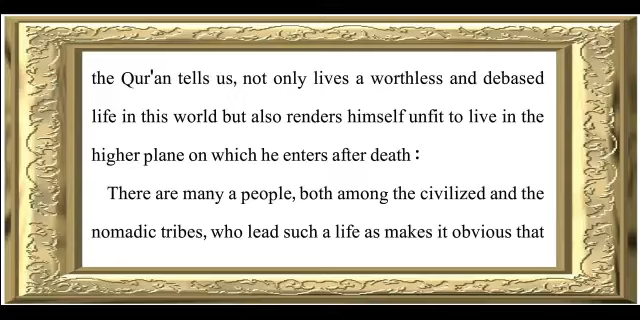 the Qur'an tells us, not only lives a worthless and debased
life in this world but also renders himself unfit to live in the
higher plane on which he enters after death :
There are many a people, both among the civilized and the
nomadic tribes, who lead such a life as makes it obvious that